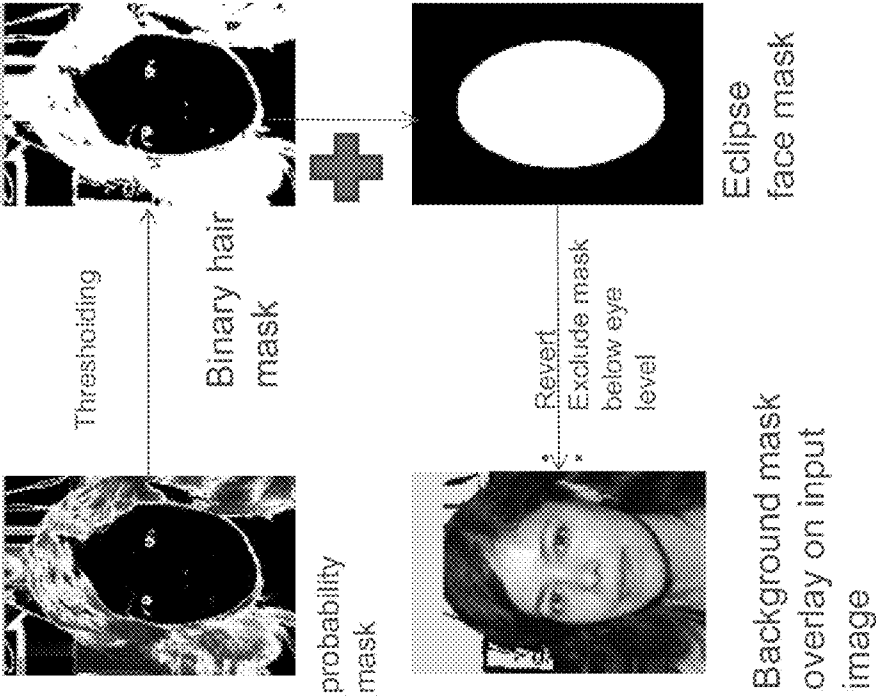 Thresholding
probability
mask
Binary hair
mask
• Revert
• Exclude mask
below eye
level
Background mask
overlay on input
image
Eclipse
face mask